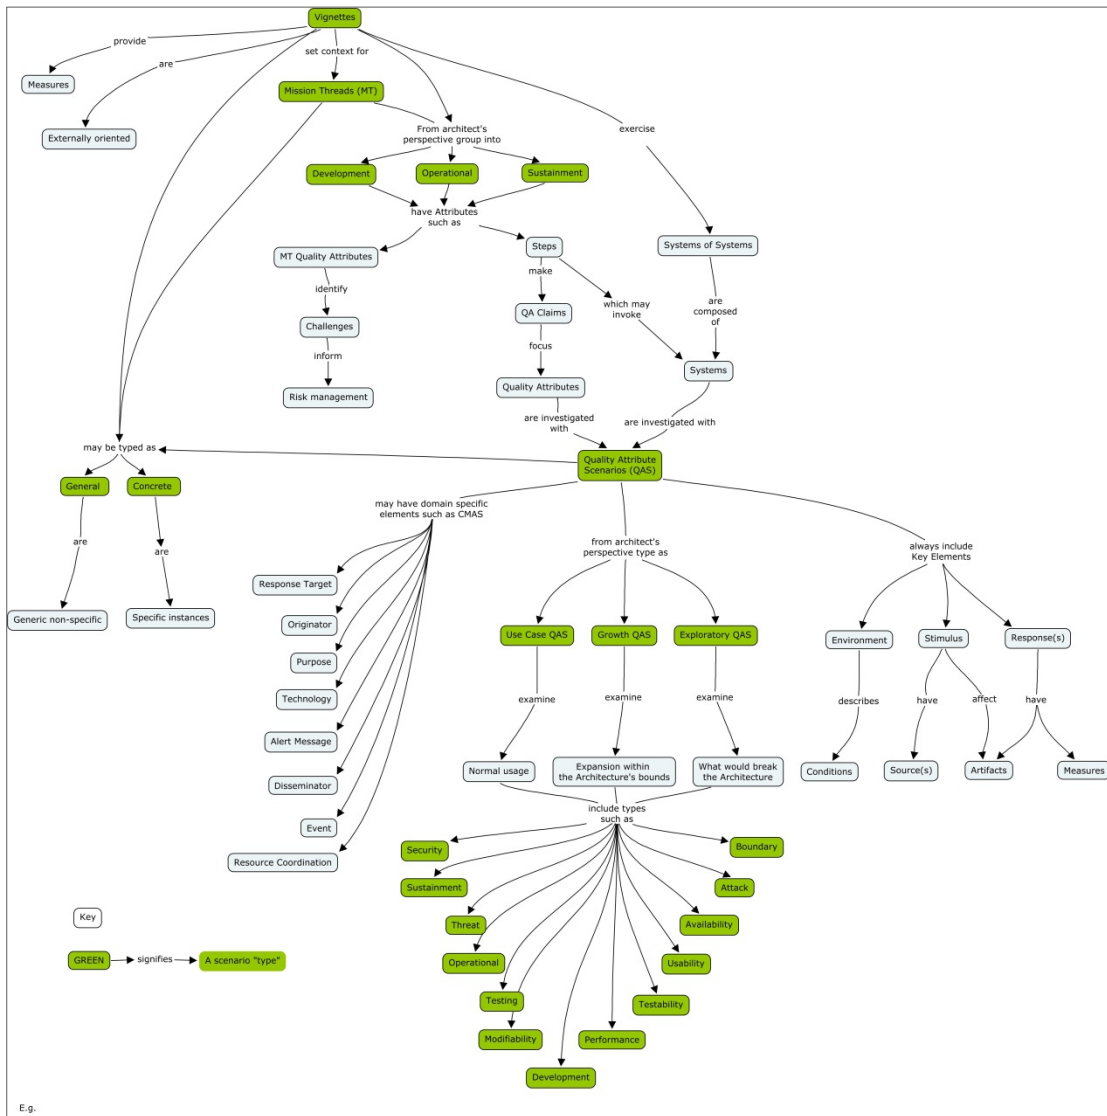 Vignettes
provide
are
set context for
Measures
Mission Threads (MT)
Externally oriented
From architect's
perspective group into
exercise
Development
Operational
Sustainment
have Attributes
such as
MT Quality Attributes
Steps
Systems of Systems
identify
make
which may
invoke
are
composed
of
Challenges
QA Claims
inform
focus
Risk management
Quality Attributes
Systems
are investigated
with
are investigated with
may be typed as
Quality Attribute
Scenarios (QAS)
General
Concrete
are
are
Generic non-specific
Specific instances
may have domain specific
elements such as CMAS
from architect's
perspective type as
always include
Key Elements
Response Target
Originator
Purpose
Technology
Alert Message
Disseminator
Event
Resource Coordination
Use Case QAS
Growth QAS
Exploratory QAS
Environment
Stimulus
Response(s)
examine
examine
examine
describes
have
affect
have
Normal usage
Expansion within
the Architecture's bounds
What would break
the Architecture
Conditions
Source(s)
Artifacts
Measures
include types
such as
Security
Boundary
Sustainment
Attack
Threat
Availability
Operational
Usability
Testing
Testability
Modifiability
Performance
Development
Key
GREEN
signifies
A scenario "type"
E.g.